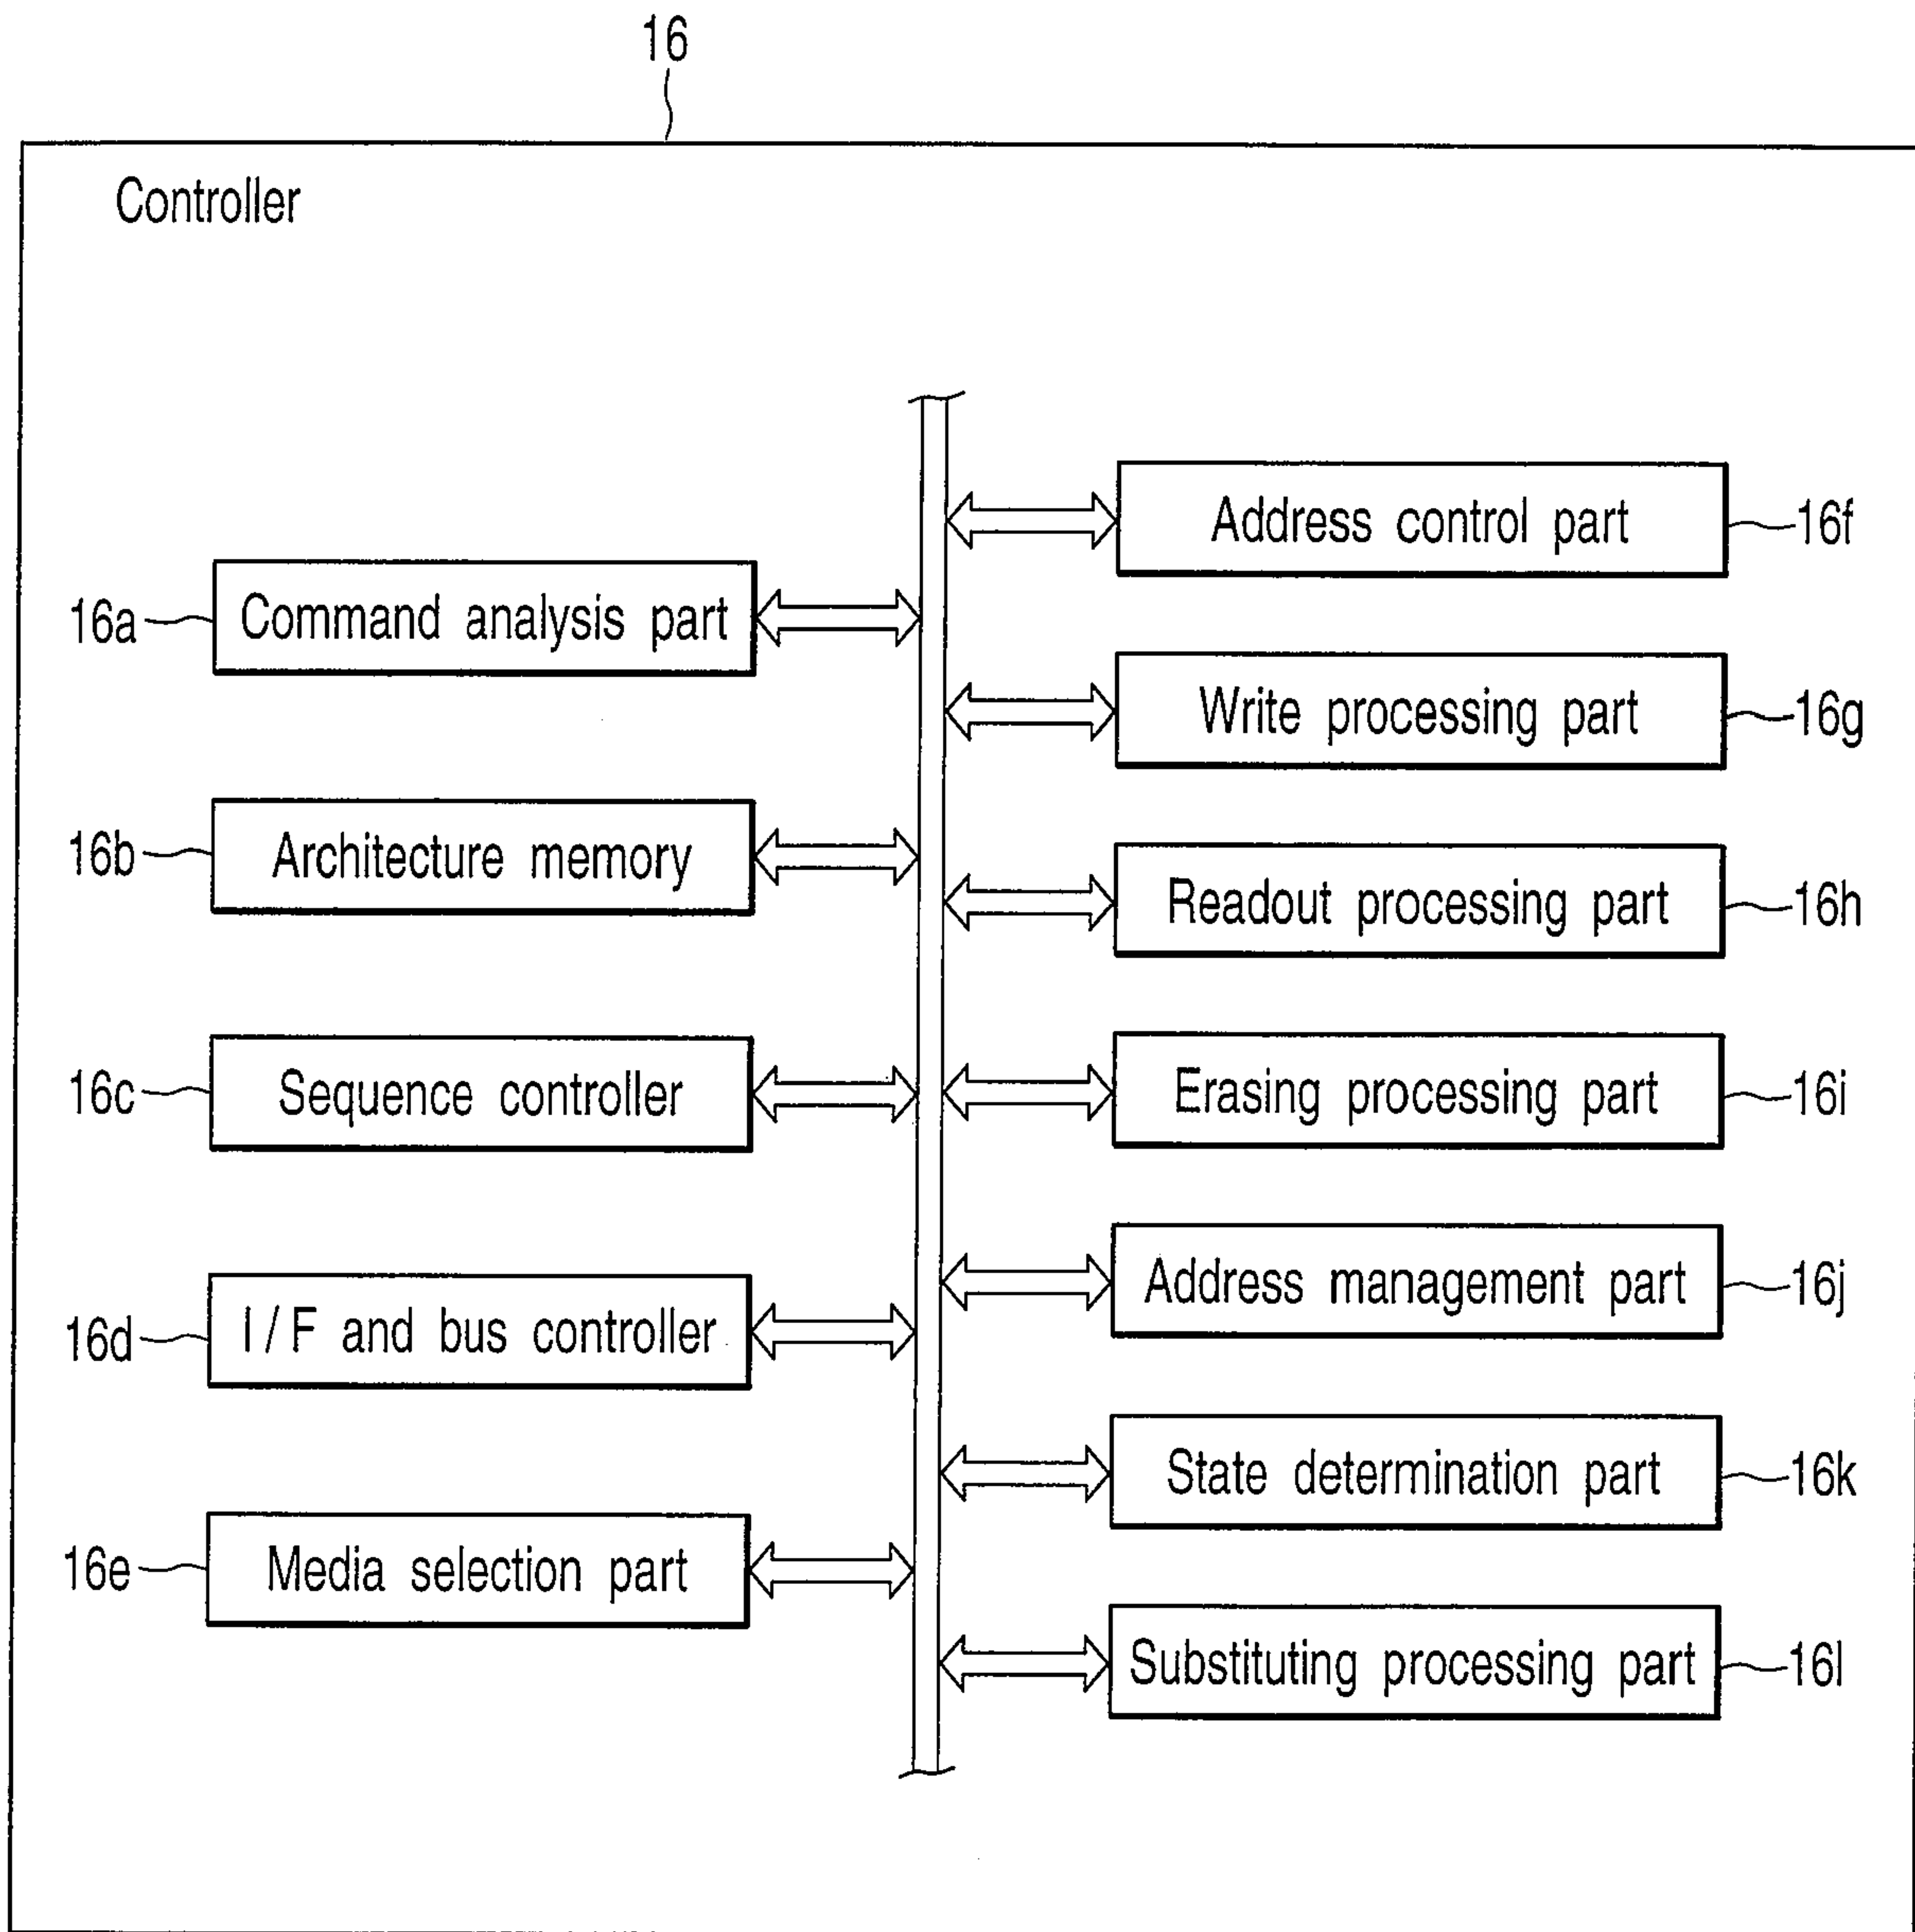 16
Controller
16a Command analysis part
16b Architecture memory
16c Sequence controller
16d I/F and bus controller
16e Media selection part
Address control part 16f
Write processing part 16g
Readout processing part 16h
Erasing processing part 16i
Address management part 16j
State determination part 16k
Substituting processing part 16l